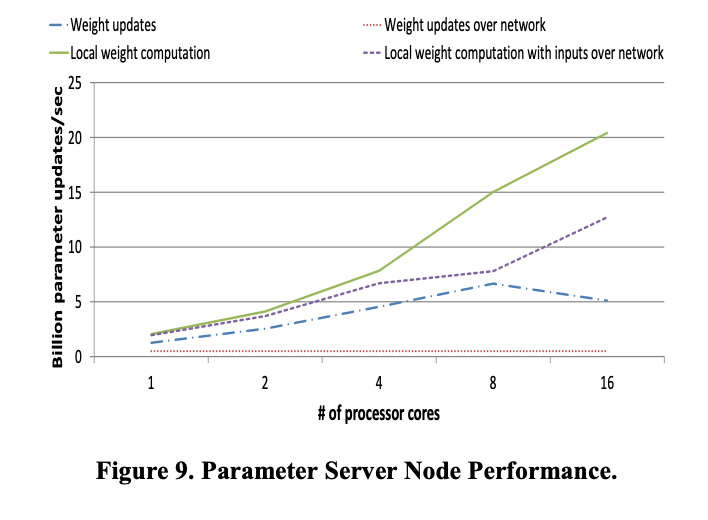 Weight updates
Weight updates over network
Local weight computation
Local weight computation with inputs over network
Billion parameter updates/sec
25
20
15
10
5
0
1 2 4 8 16
# of processor cores
Figure 9. Parameter Server Node Performance.